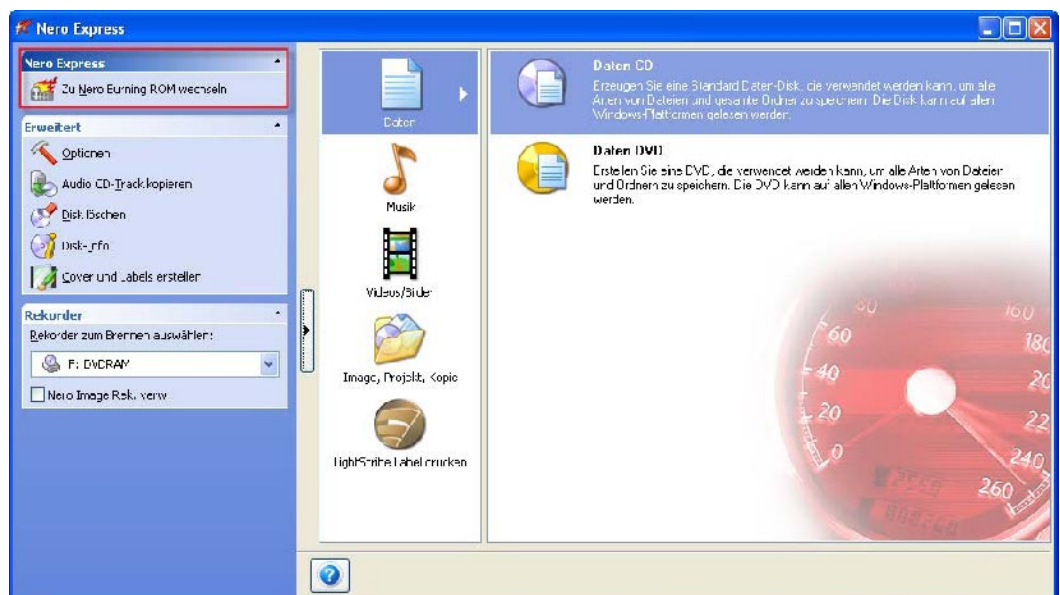 Nero Express
Nero Express
Zu Nero Burning ROM wechseln
Erweitert
Optionen
Audio CD-Track kopieren
Disk löschen
Disk-Info
Cover und Labels erstellen
Rekorder
Rekorder zum Brennen auswählen:
F: DVDRAM
Nero Image Rek. verw
Daten
Musik
Videos/Bilder
Image, Projekt, Kopie
LightScribe Label drucken
Daten CD
Erzeugen Sie eine Standard Daten-Disk, die verwendet werden kann, um alle
Arten von Dateien und gesamte Ordner zu speichern. Die Disk kann auf allen
Windows-Plattformen gelesen werden.
Daten DVD
Erstellen Sie eine DVD, die verwendet werden kann, um alle Arten von Dateien
und Ordnern zu speichern. Die DVD kann auf allen Windows-Plattformen gelesen
werden.
0
20
40
60
80
160
180
20
22
240
260